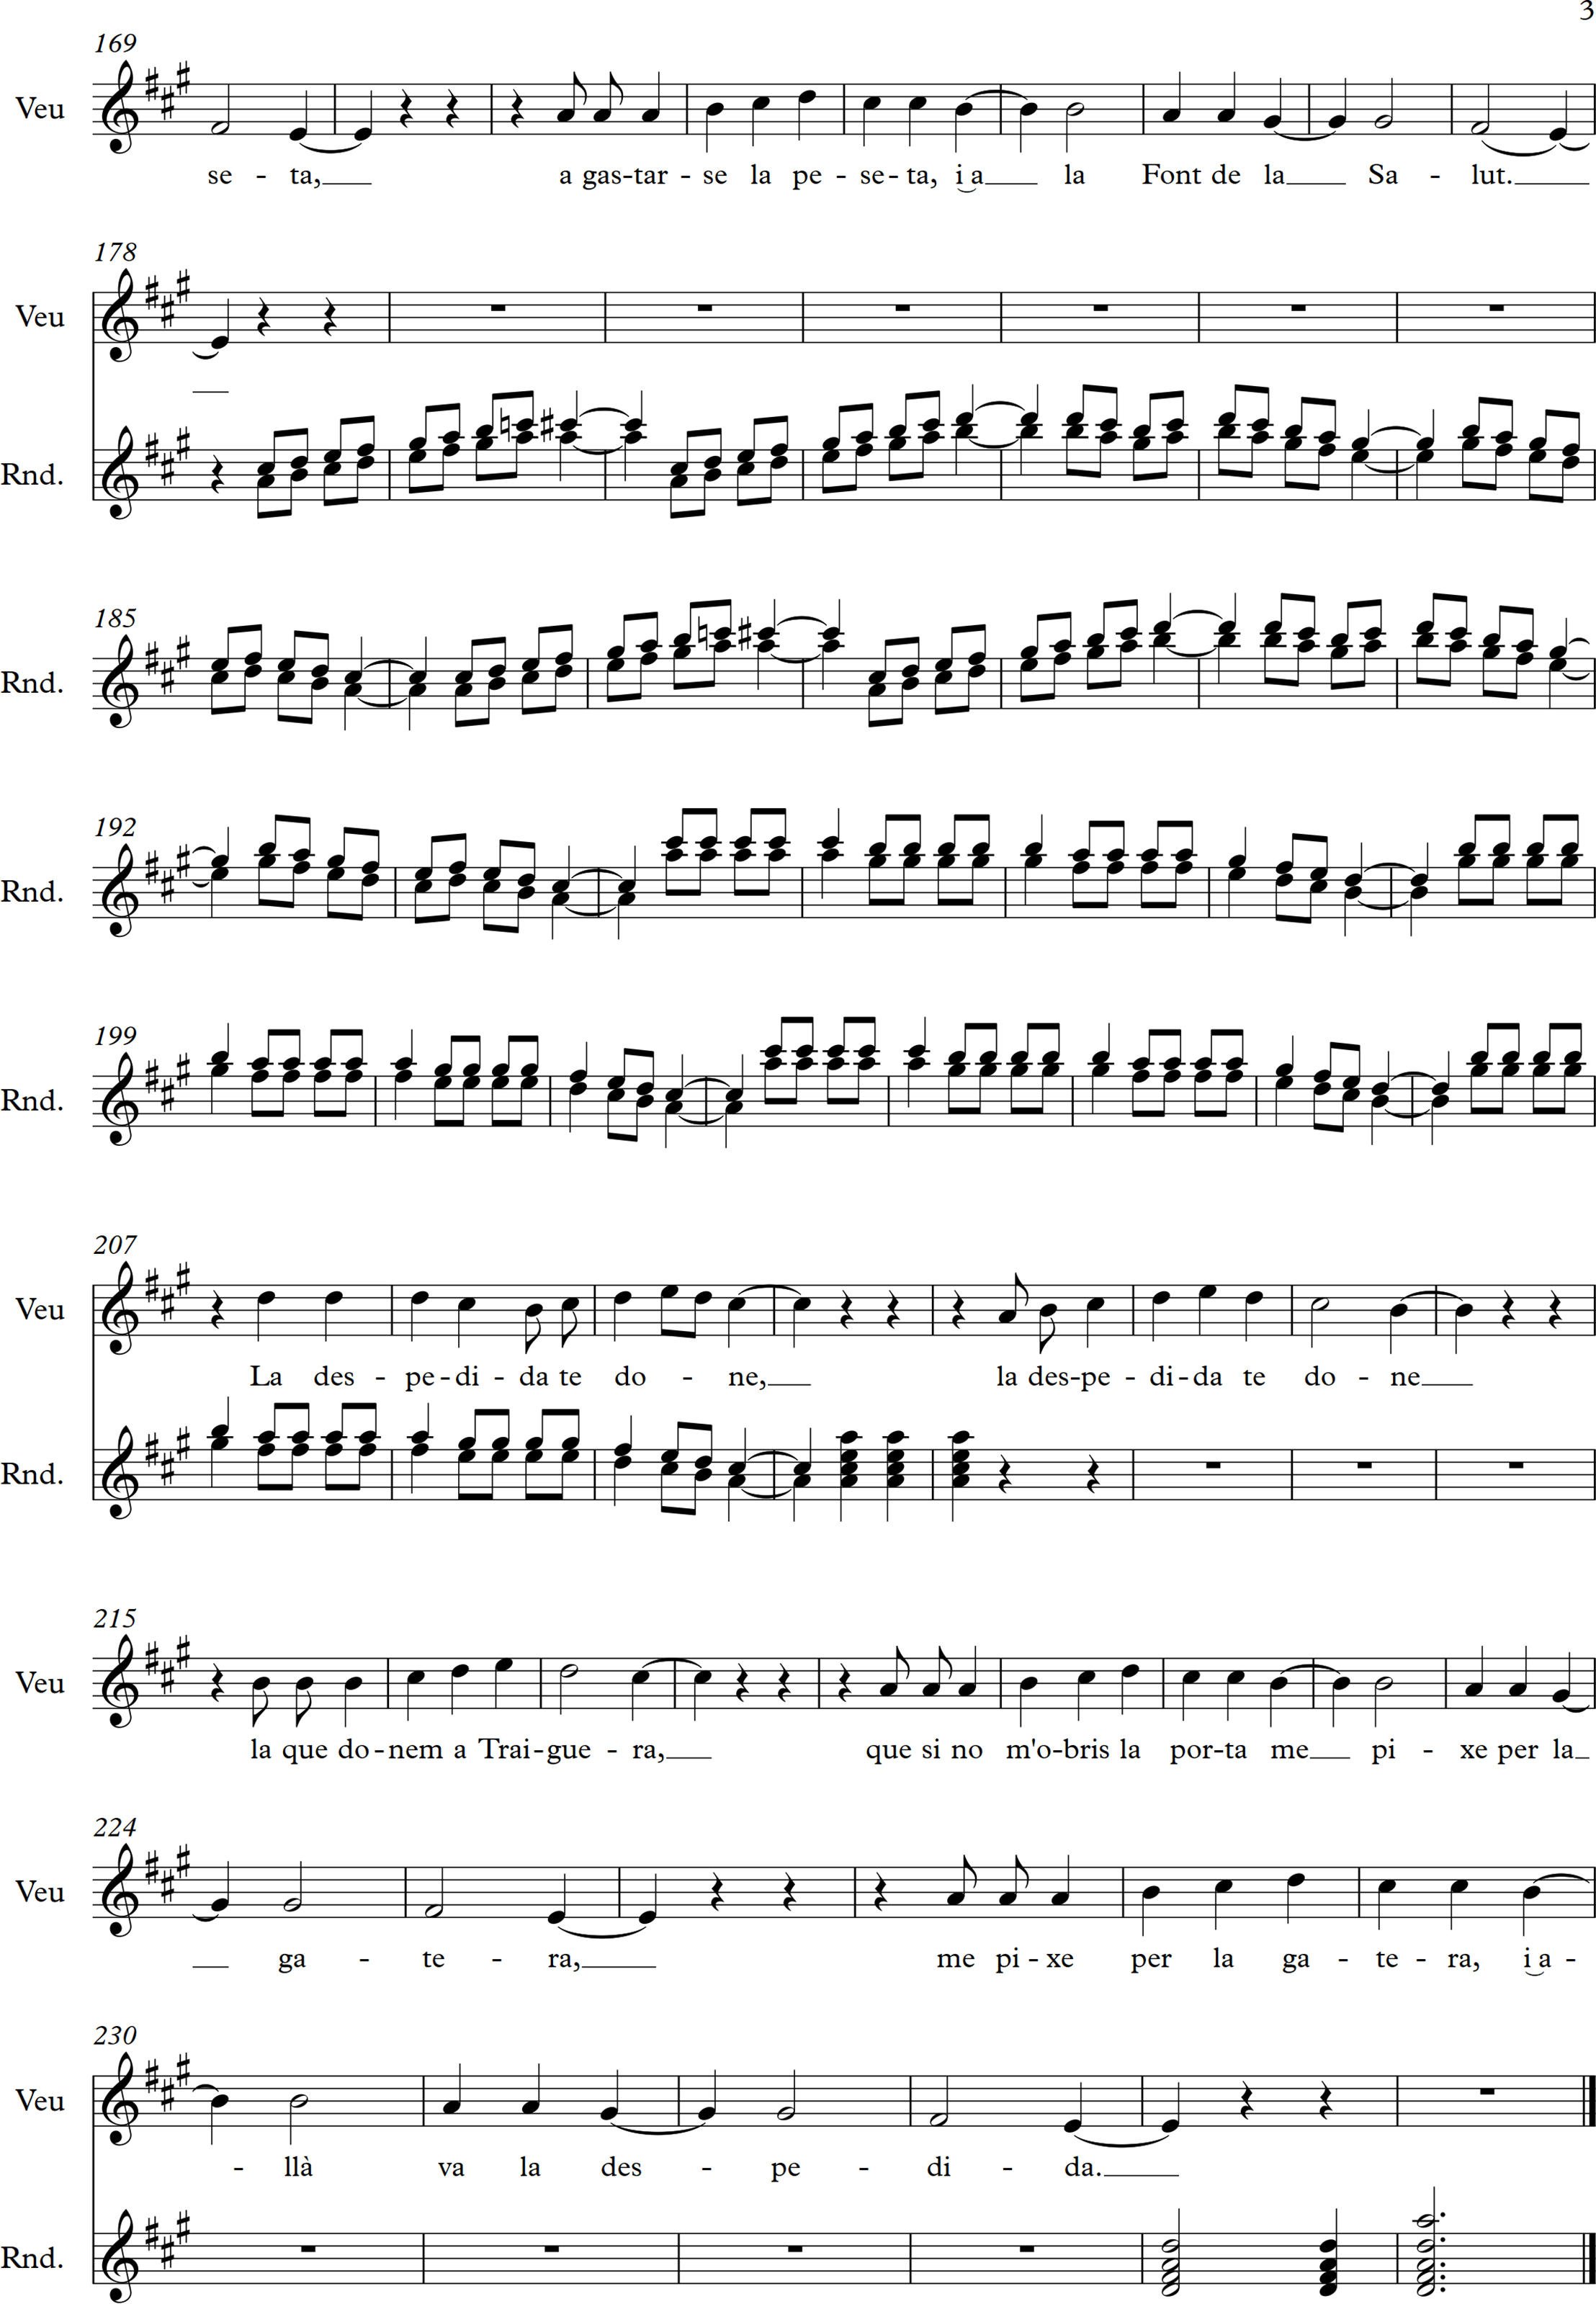 3
169
Veu
se - ta, a gas-tar - se la pe - se - ta, i a la Font de la Sa - lut.
178
Veu
Rnd.
185
Rnd.
192
Rnd.
199
Rnd.
207
Veu
La des - pe - di - da te do - ne, la des-pe - di - da te do - ne
Rnd.
215
Veu
la que do - nem a Trai - gue - ra, que si no m'o-bris la por-ta me pi - xe per la
224
Veu
ga - te - ra, me pi - xe per la ga - te - ra, i a -
230
Veu
- llà va la des - pe - di - da.
Rnd.